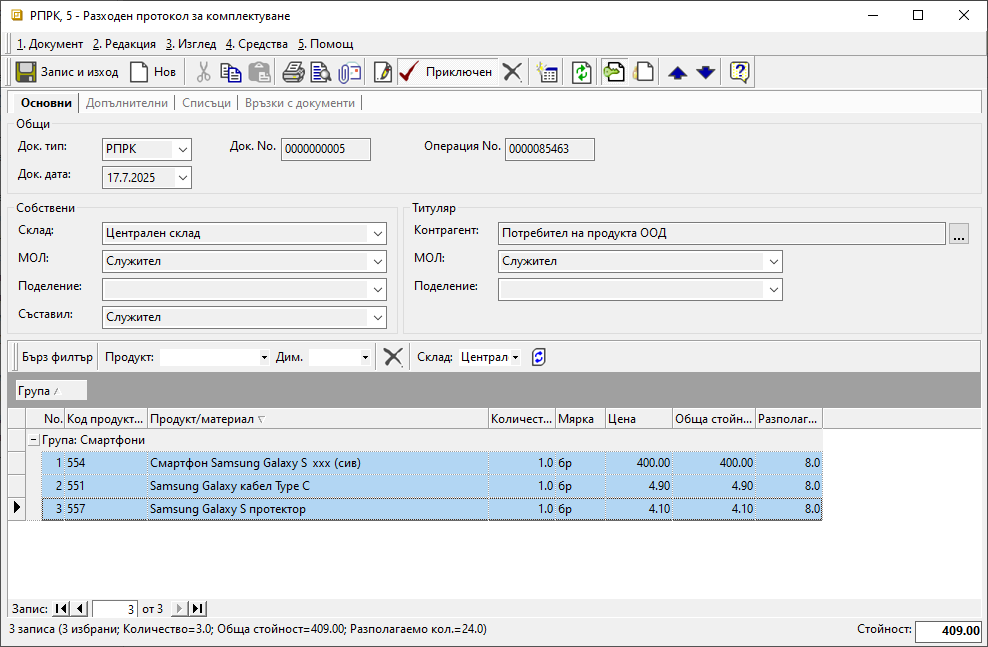 РПРК, 5 - Разходен протокол за комплектуване
1. Документ 2. Редакция 3. Изглед 4. Средства 5. Помощ
Запис и изход Нов Приключен
Основни Допълнителни Списъци Връзки с документи
Общи
Док. тип: РПРК Док. No. 0000000005 Операция No. 0000085463
Док. дата: 17.7.2025
Собствени Титуляр
Склад: Централен склад Контрагент: Потребител на продукта ООД ...
МОЛ: Служител МОЛ: Служител
Поделение: Поделение:
Съставил: Служител
Бърз филтър Продукт: Дим. Склад: Централ
Група
No. Код продукт... Продукт/материал Количест... Мярка Цена Обща стойн... Разполаг...
Група: Смартфони
1 554 Смартфон Samsung Galaxy S xxx (сив) 1.0 бр 400.00 400.00 8.0
2 551 Samsung Galaxy кабел Type C 1.0 бр 4.90 4.90 8.0
3 557 Samsung Galaxy S протектор 1.0 бр 4.10 4.10 8.0
Запис: 3 от 3
3 записа (3 избрани; Количество=3.0; Обща стойност=409.00; Разполагаемо кол.=24.0) Стойност: 409.00